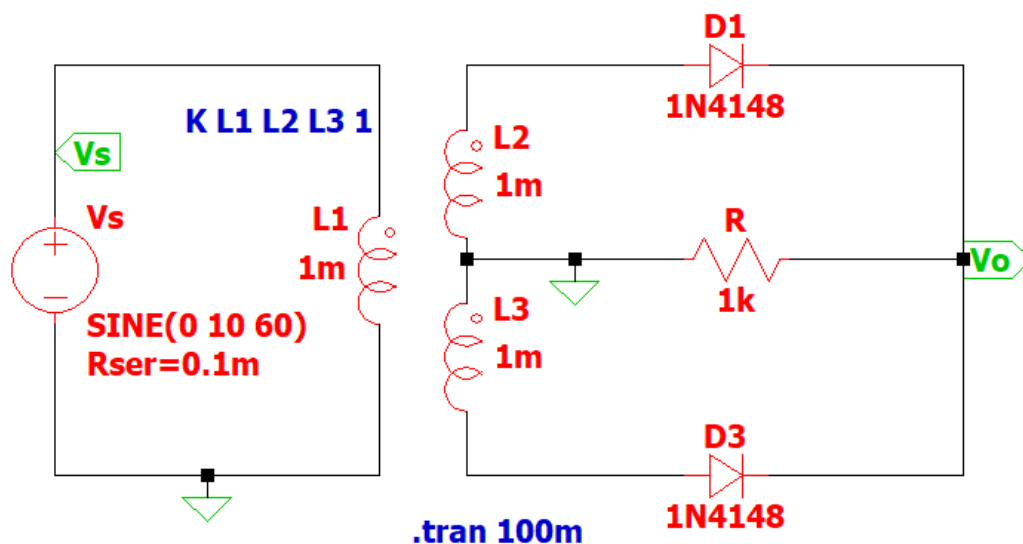 D1
1N4148
K L1 L2 L3 1
Vs
L2
1m
Vs
L1
1m
R
1k
Vo
SINE(0 10 60)
Rser=0.1m
L3
1m
D3
1N4148
.tran 100m